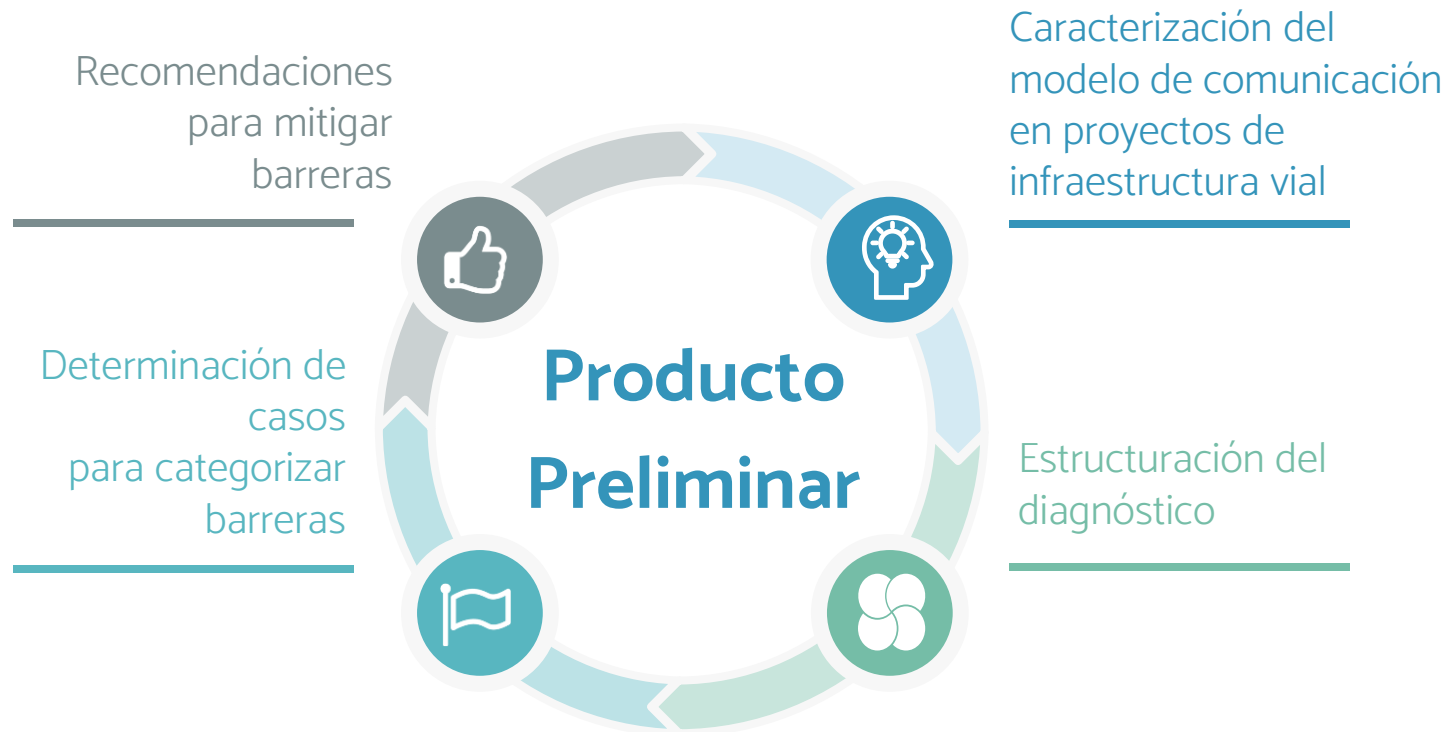 Recomendaciones
para mitigar
barreras
Caracterización del
modelo de comunicación
en proyectos de
infraestructura vial
Determinación de
casos
para categorizar
barreras
Producto
Preliminar
Estructuración del
diagnóstico